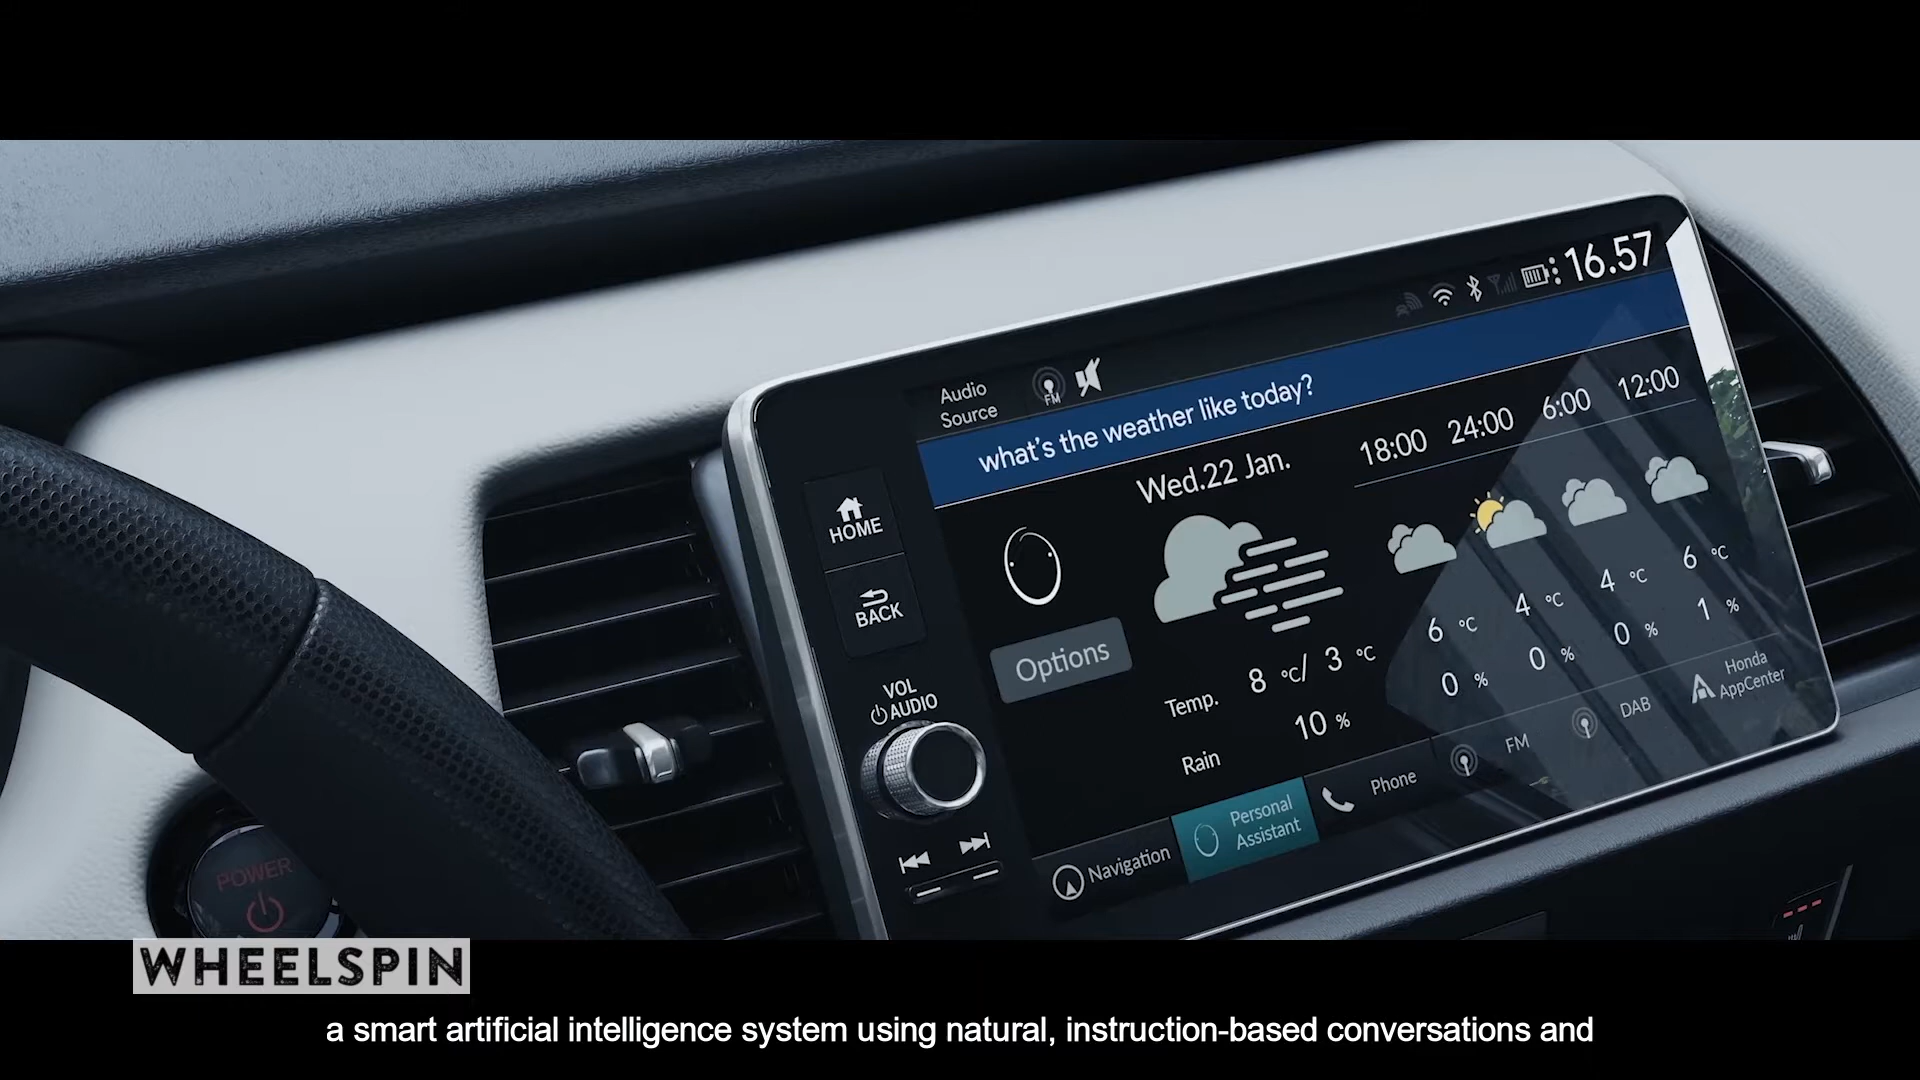 16.57
Audio
Source
FM
what's the weather like today?
Wed.22 Jan.
18:00 24:00 6:00 12:00
HOME
BACK
Options
6 °C 4 °C 4 °C 6 °C
0 % 0 % 0 % 1 %
Temp. 8 °C/ 3 °C
Rain 10 %
VOL
AUDIO
Navigation
Personal
Assistant
Phone
FM
DAB
Honda
AppCenter
POWER
WHEELSPIN
a smart artificial intelligence system using natural, instruction-based conversations and